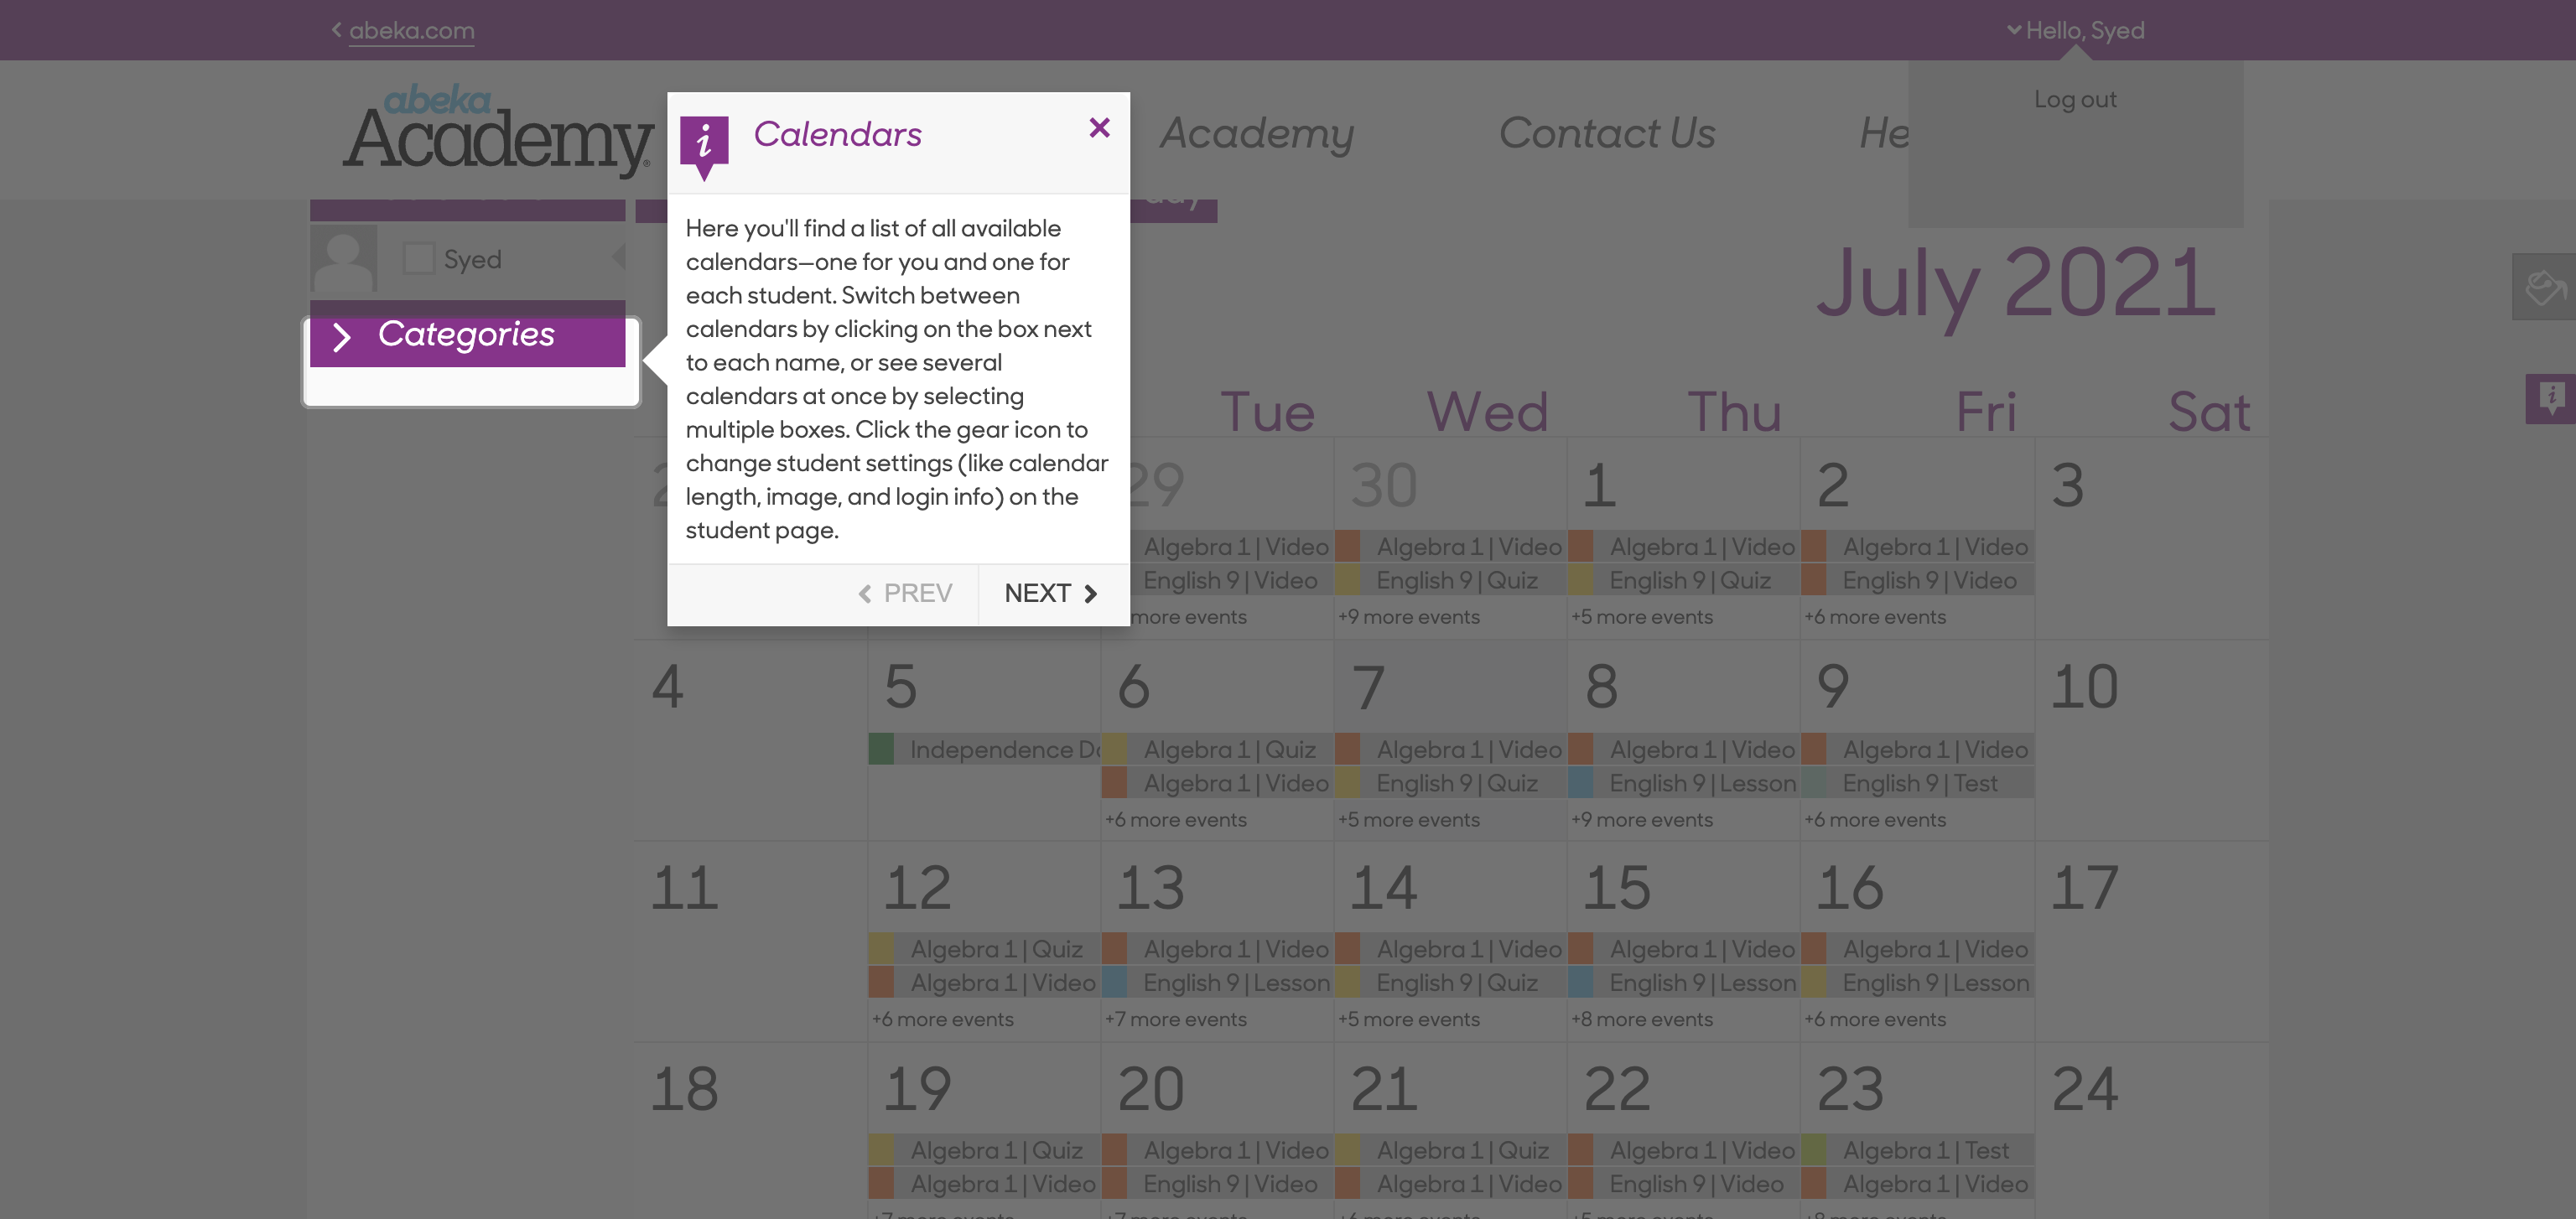 abeka.com
Hello, Syed
Log out
abeka
Academy
Academy
Contact Us
Calendars
Here you'll find a list of all available
calendars—one for you and one for
each student. Switch between
calendars by clicking on the box next
to each name, or see several
calendars at once by selecting
multiple boxes. Click the gear icon to
change student settings (like calendar
length, image, and login info) on the
student page.
PREV
NEXT
Syed
Categories
July 2021
Tue Wed Thu Fri Sat
29 30 1 2 3
Algebra 1 | Video Algebra 1 | Video Algebra 1 | Video Algebra 1 | Video
English 9 | Video English 9 | Quiz English 9 | Quiz English 9 | Video
more events +9 more events +5 more events +6 more events
4 5 6 7 8 9 10
Independence Algebra 1 | Quiz Algebra 1 | Video Algebra 1 | Video Algebra 1 | Video
Algebra 1 | Video English 9 | Quiz English 9 | Lesson English 9 | Test
+6 more events +5 more events +9 more events +6 more events
11 12 13 14 15 16 17
Algebra 1 | Quiz Algebra 1 | Video Algebra 1 | Video Algebra 1 | Video Algebra 1 | Video
Algebra 1 | Video English 9 | Lesson English 9 | Quiz English 9 | Lesson English 9 | Lesson
+6 more events +7 more events +5 more events +8 more events +6 more events
18 19 20 21 22 23 24
Algebra 1 | Quiz Algebra 1 | Video Algebra 1 | Quiz Algebra 1 | Video Algebra 1 | Test
Algebra 1 | Video English 9 | Video Algebra 1 | Video English 9 | Video Algebra 1 | Video